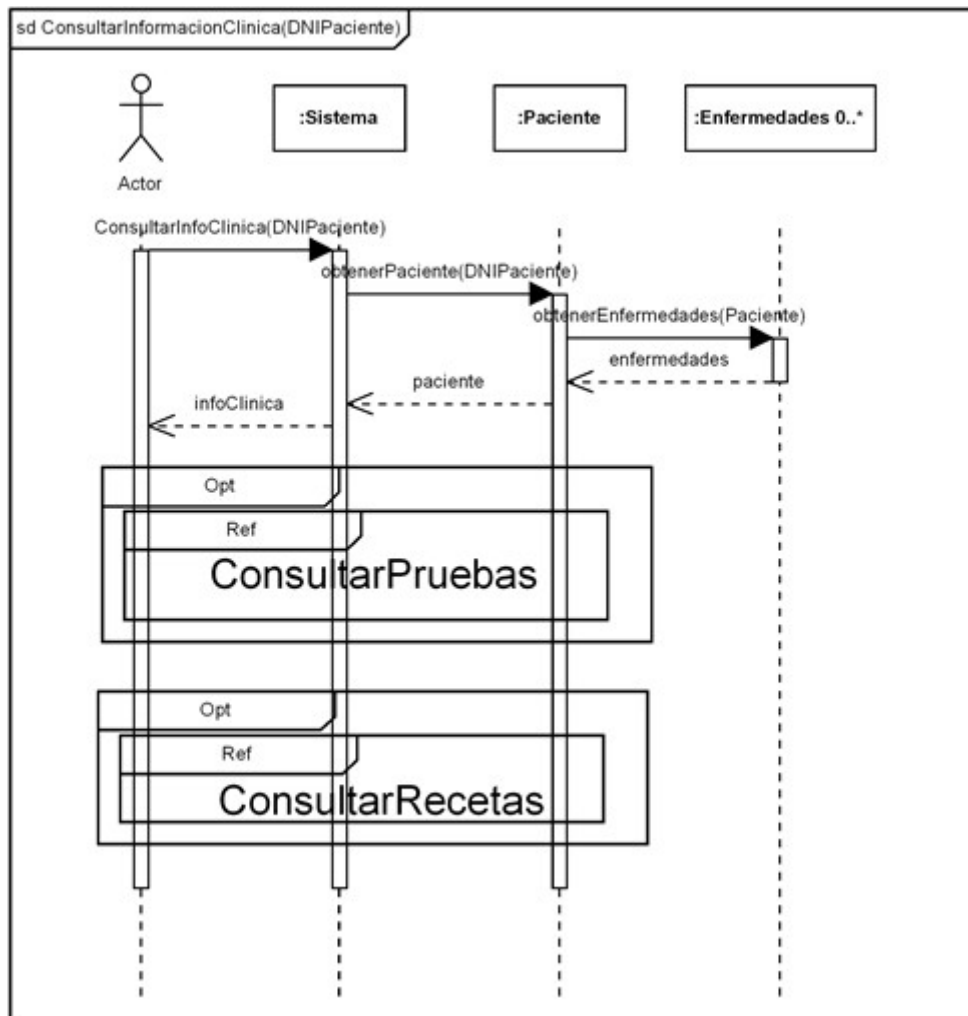 sd ConsultarInformacionClinica(DNIPaciente)
:Sistema
:Paciente
:Enfermedades 0..*
Actor
ConsultarInfoClinica(DNIPaciente)
obtenerPaciente(DNIPaciente)
obtenerEnfermedades(Paciente)
enfermedades
paciente
infoClinica
Opt
Ref
ConsultarPruebas
Opt
Ref
ConsultarRecetas